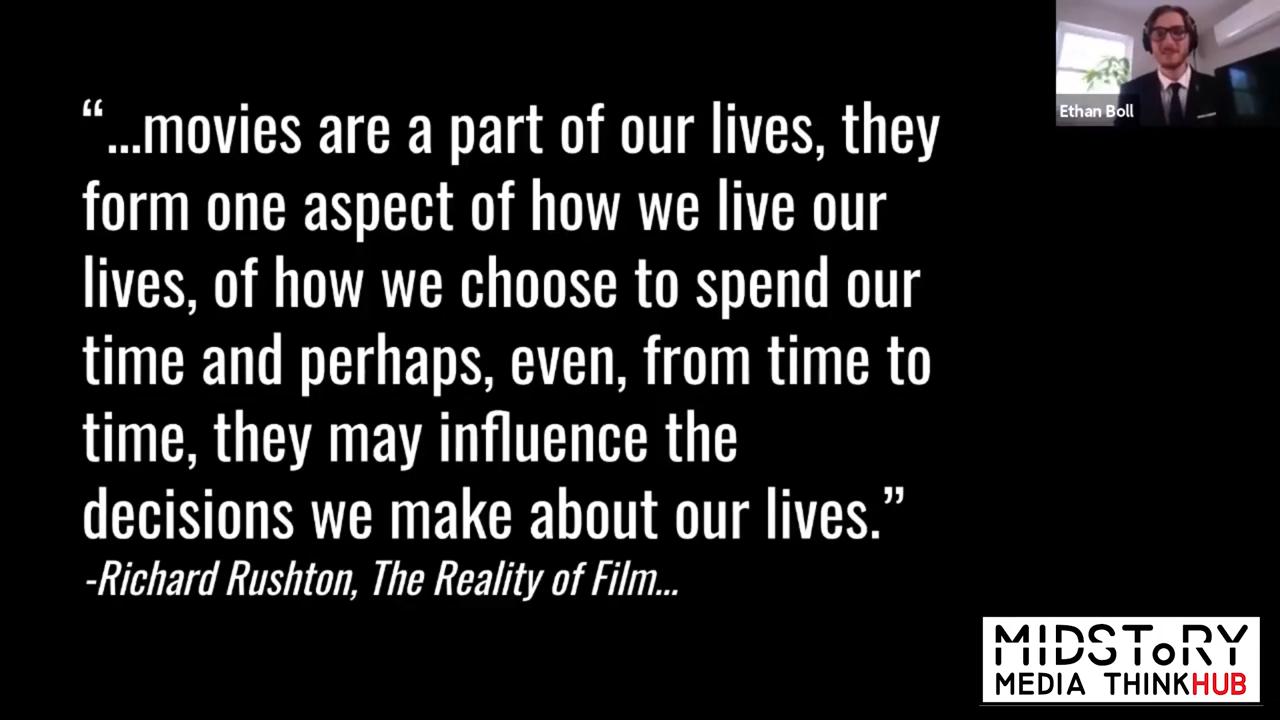 “...movies are a part of our lives, they
form one aspect of how we live our
lives, of how we choose to spend our
time and perhaps, even, from time to
time, they may influence the
decisions we make about our lives.”
-Richard Rushton, The Reality of Film...
Ethan Boll
MIDSToRY
MEDIA THINKHUB